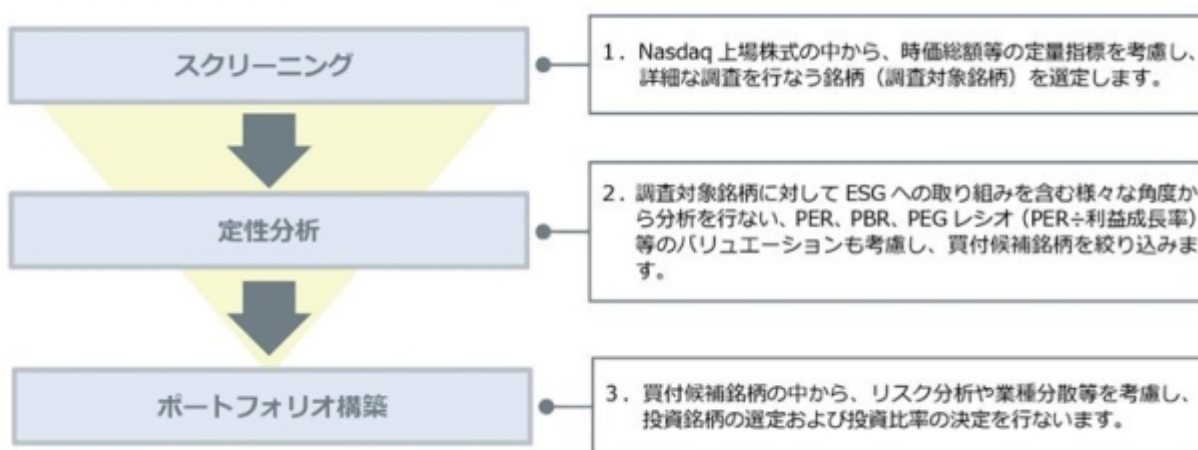 スクリーニング
1．Nasdaq 上場株式の中から、時価総額等の定量指標を考慮し、
詳細な調査を行なう銘柄（調査対象銘柄）を選定します。
定性分析
2．調査対象銘柄に対して ESG への取り組みを含む様々な角度か
ら分析を行ない、PER、PBR、PEG レシオ（PER÷利益成長率）
等のバリュエーションも考慮し、買付候補銘柄を絞り込みま
す。
ポートフォリオ構築
3．買付候補銘柄の中から、リスク分析や業種分散等を考慮し、
投資銘柄の選定および投資比率の決定を行ないます。